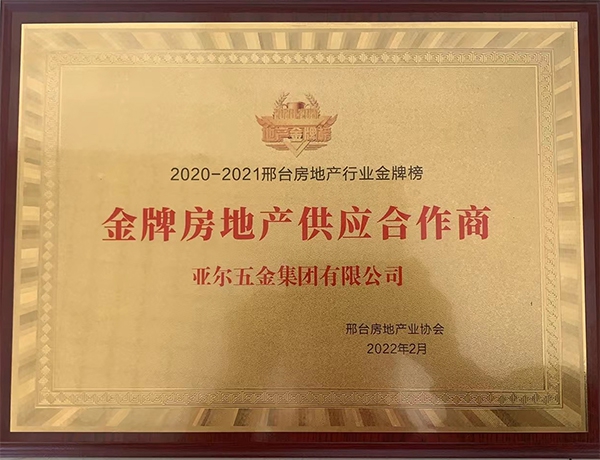 地产金牌榜
2020-2021邢台房地产行业金牌榜
金牌房地产供应合作商
亚尔五金集团有限公司
邢台房地产业协会
2022年2月